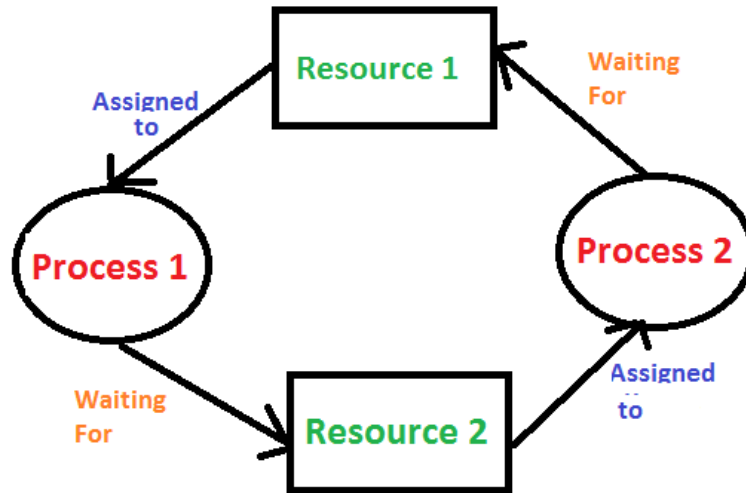 Resource 1
Waiting
For
Assigned
to
Process 1
Process 2
Waiting
For
Resource 2
Assigned
to